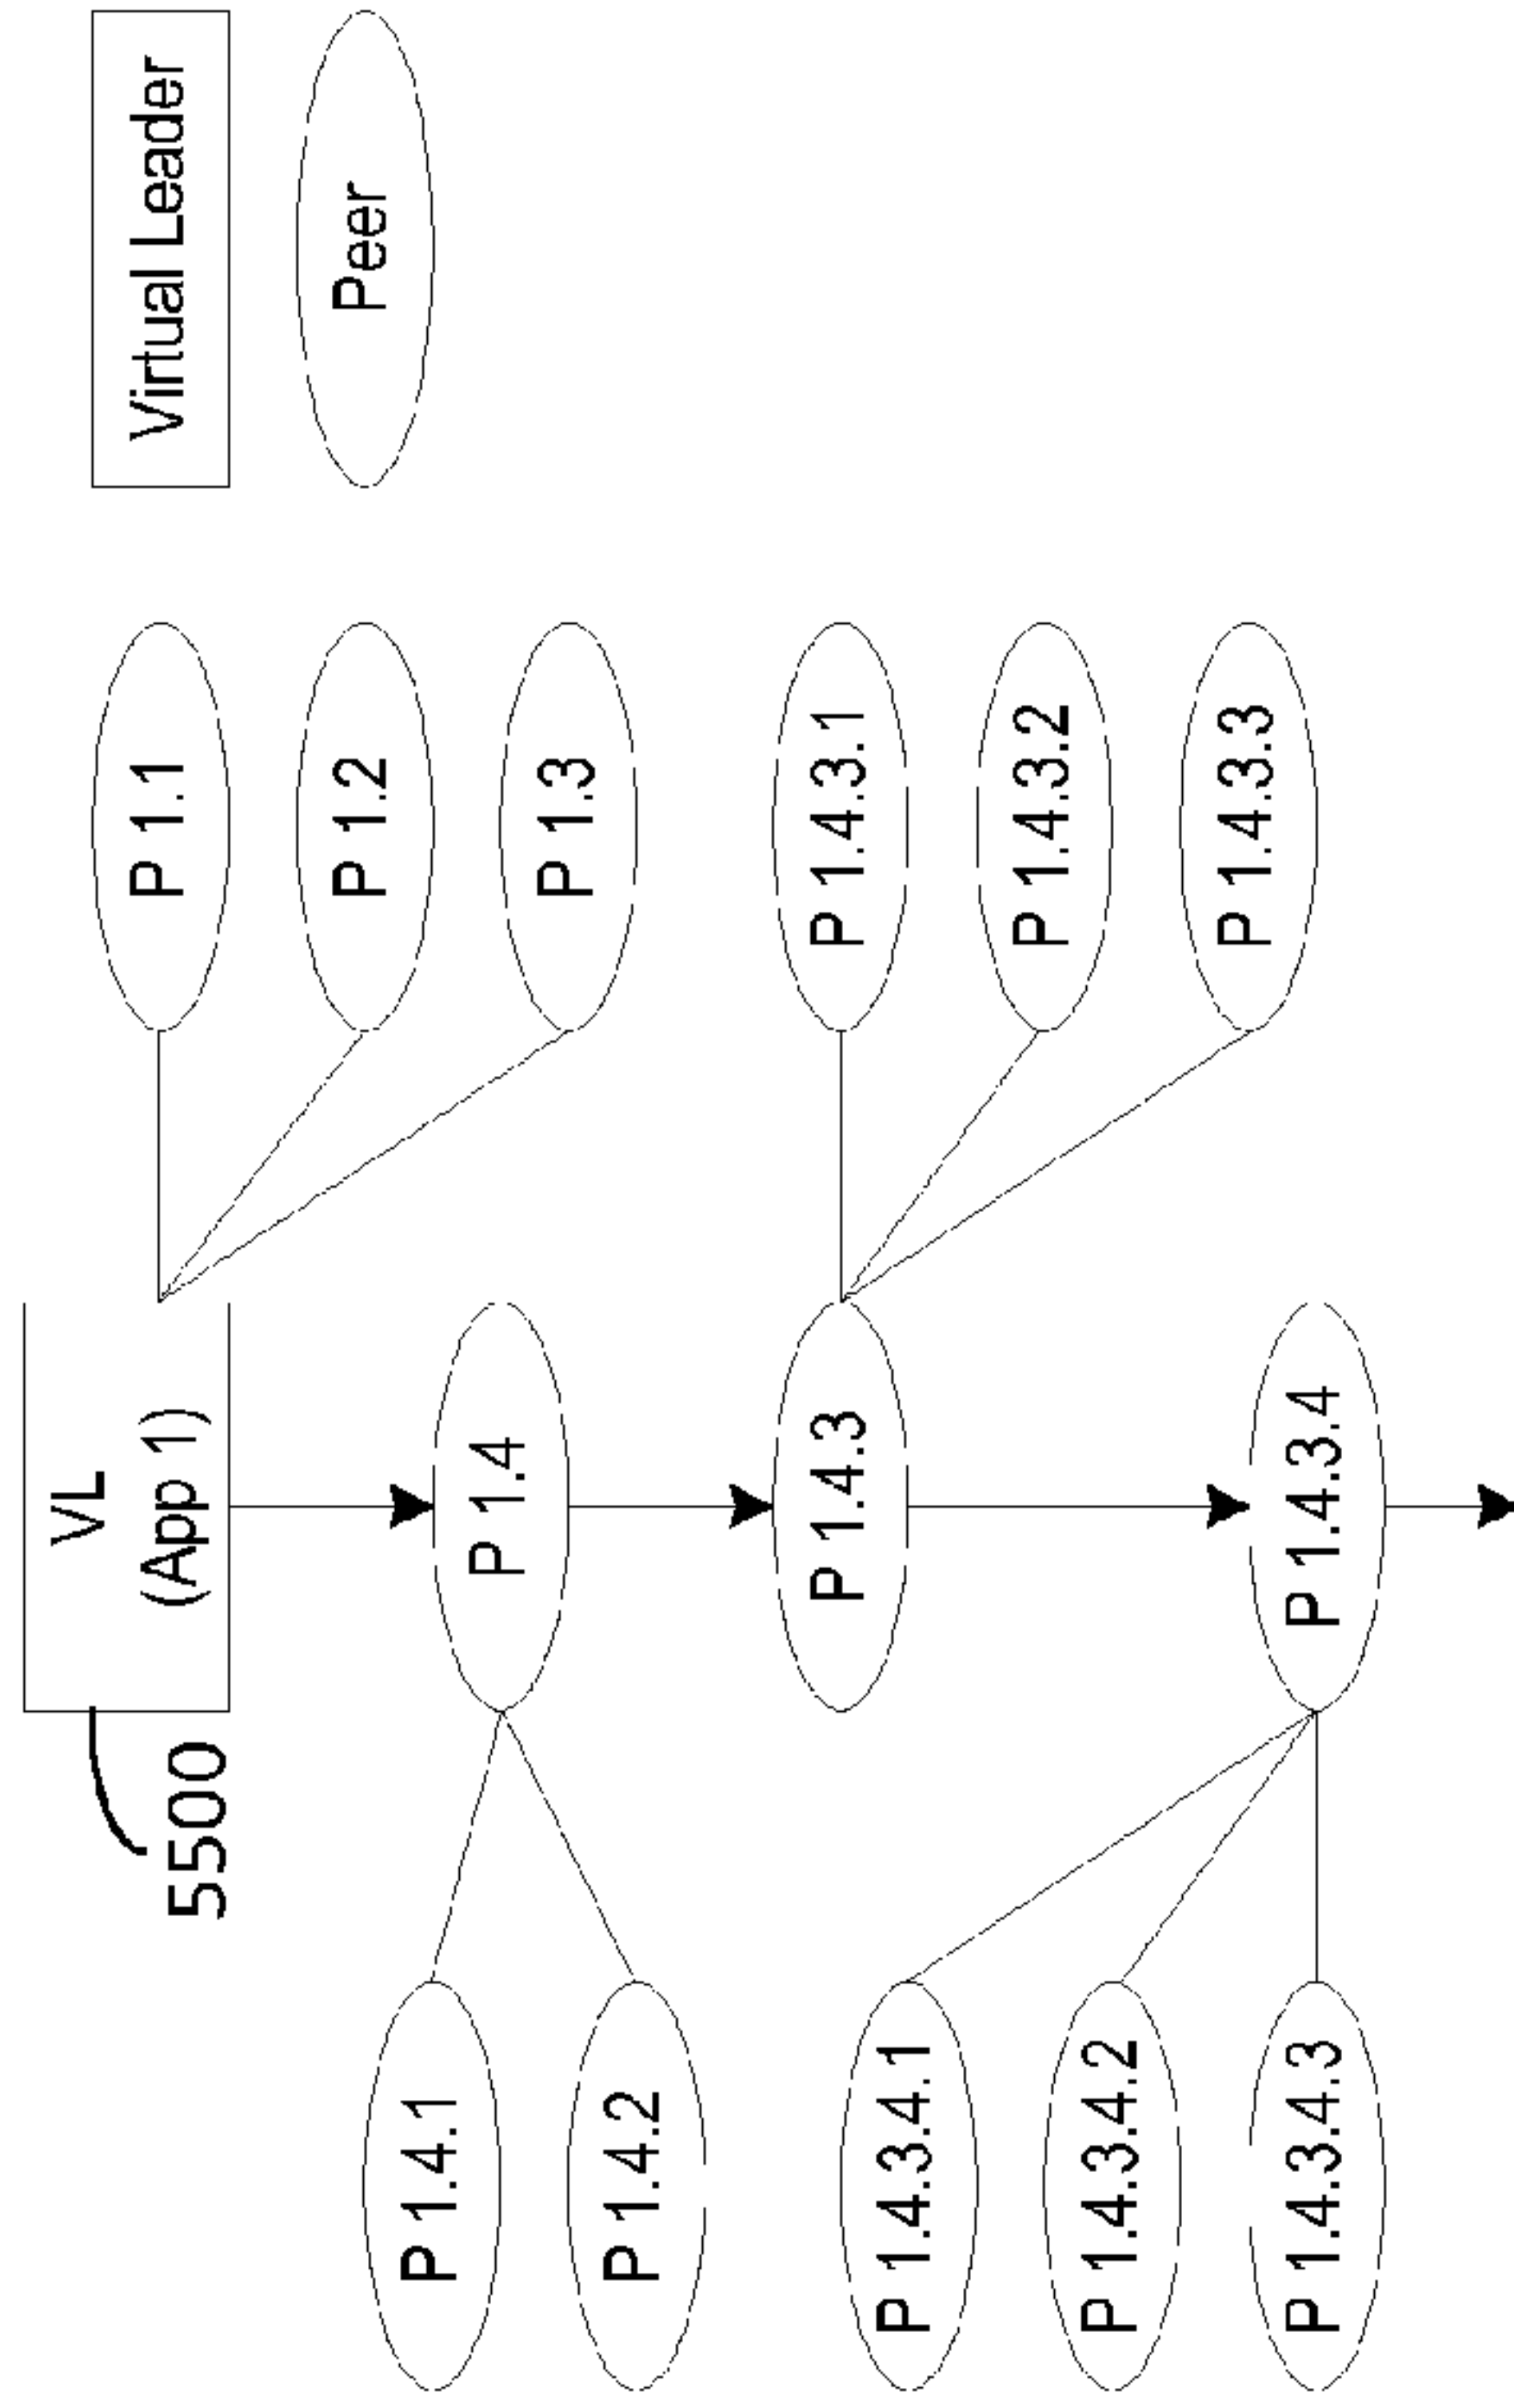 VL
(App 1)
5500
P 1.1
Virtual Leader
P 1.2
Peer
P 1.4.1
P 1.4
P 1.3
P 1.4.2
P 1.4.3
P 1.4.3.1
P 1.4.3.4.1
P 1.4.3.2
P 1.4.3.4.2
P 1.4.3.3
P 1.4.3.4.3
P 1.4.3.4